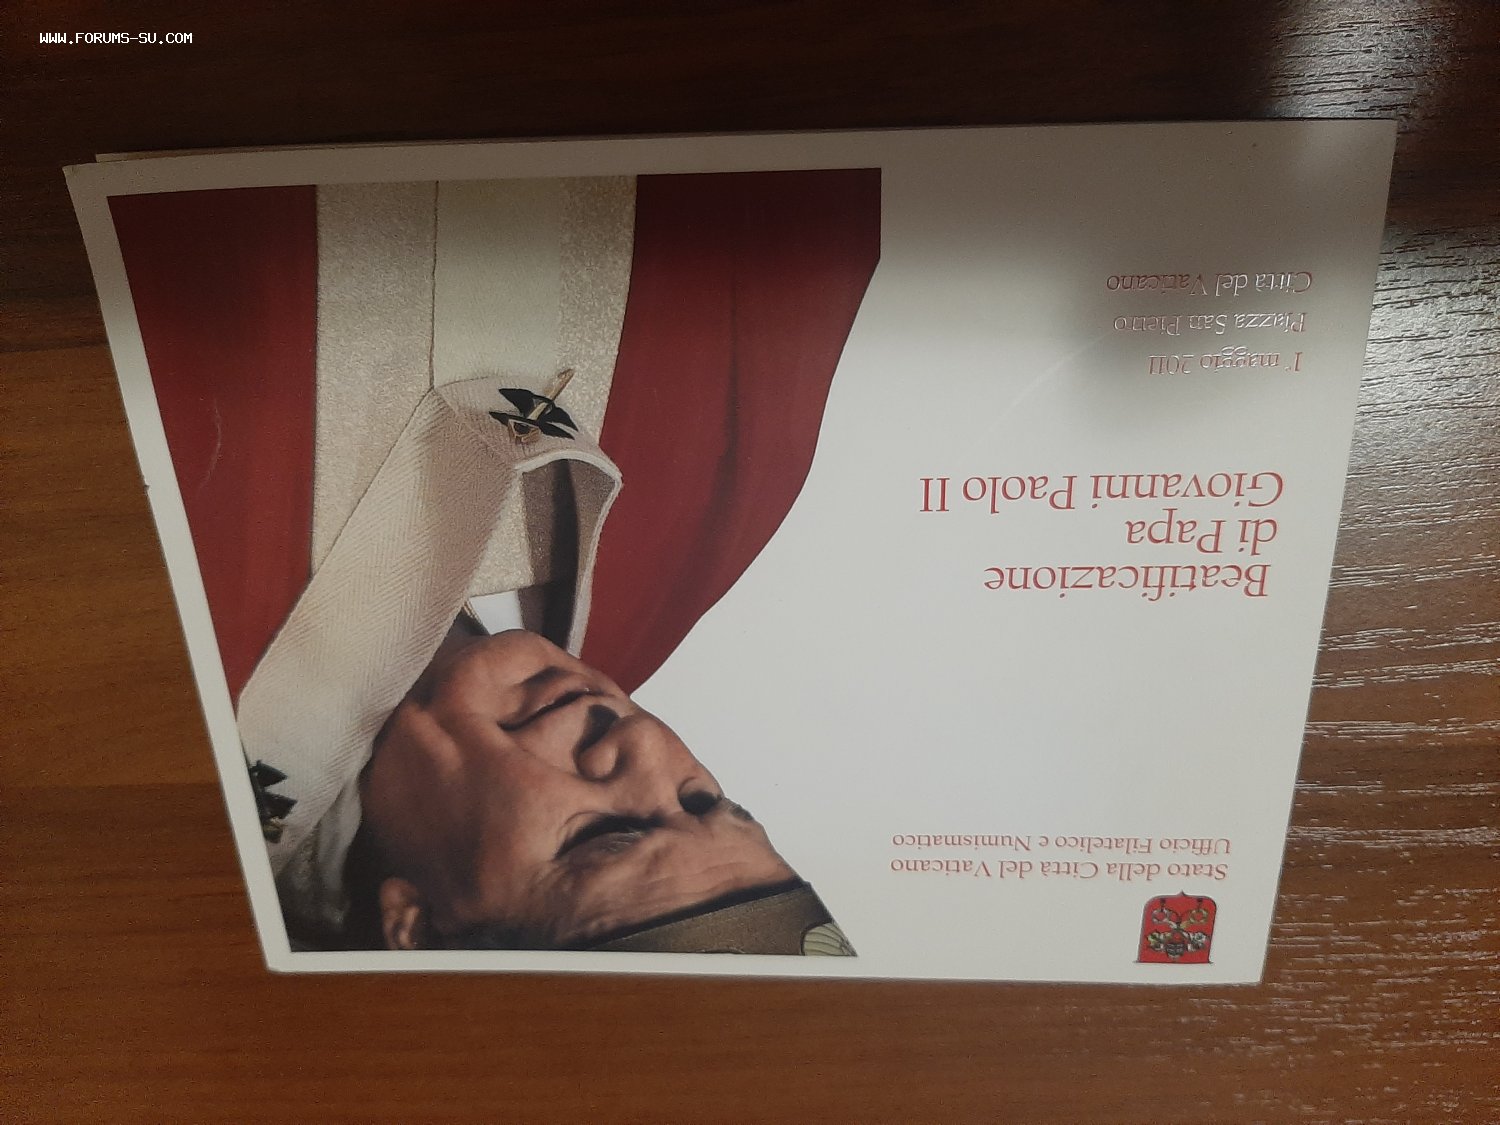 WWW.FORUMS-SU.COM
Stato della Città del Vaticano
Ufficio Filatelico e Numismatico
Beatificazione
di Papa
Giovanni Paolo II
1° maggio 2011
Piazza San Pietro
Città del Vaticano